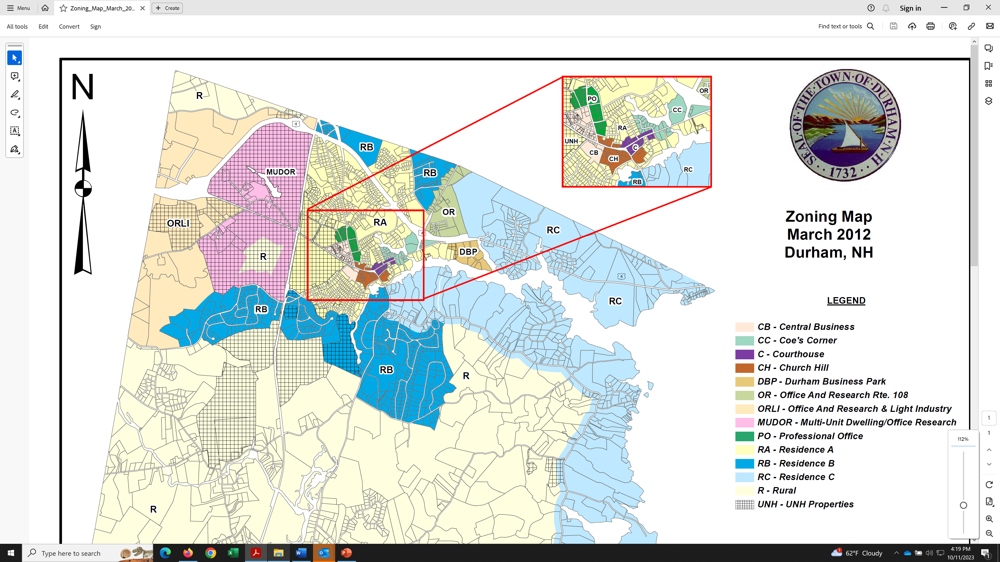 Menu
Zoning_Map_March_20...
Create
Sign in
All tools
Edit
Convert
Sign
Find text or tools
N
R
4
RB
RB
MUDOR
OR
ORLI
RA
4
RC
R
DBP
4
RC
RB
RB
R
R
PO
OR
CC
RA
UNH
CB
C
CH
RC
RB
SEAL·OF·THE·TOWN·OF·DURHAM·N·H·
··1732··
Zoning Map
March 2012
Durham, NH
LEGEND
CB - Central Business
CC - Coe's Corner
C - Courthouse
CH - Church Hill
DBP - Durham Business Park
OR - Office And Research Rte. 108
ORLI - Office And Research & Light Industry
MUDOR - Multi-Unit Dwelling/Office Research
PO - Professional Office
RA - Residence A
RB - Residence B
RC - Residence C
R - Rural
UNH - UNH Properties
1
1
112%
Type here to search
1
62°F Cloudy
4:19 PM
10/11/2023
1